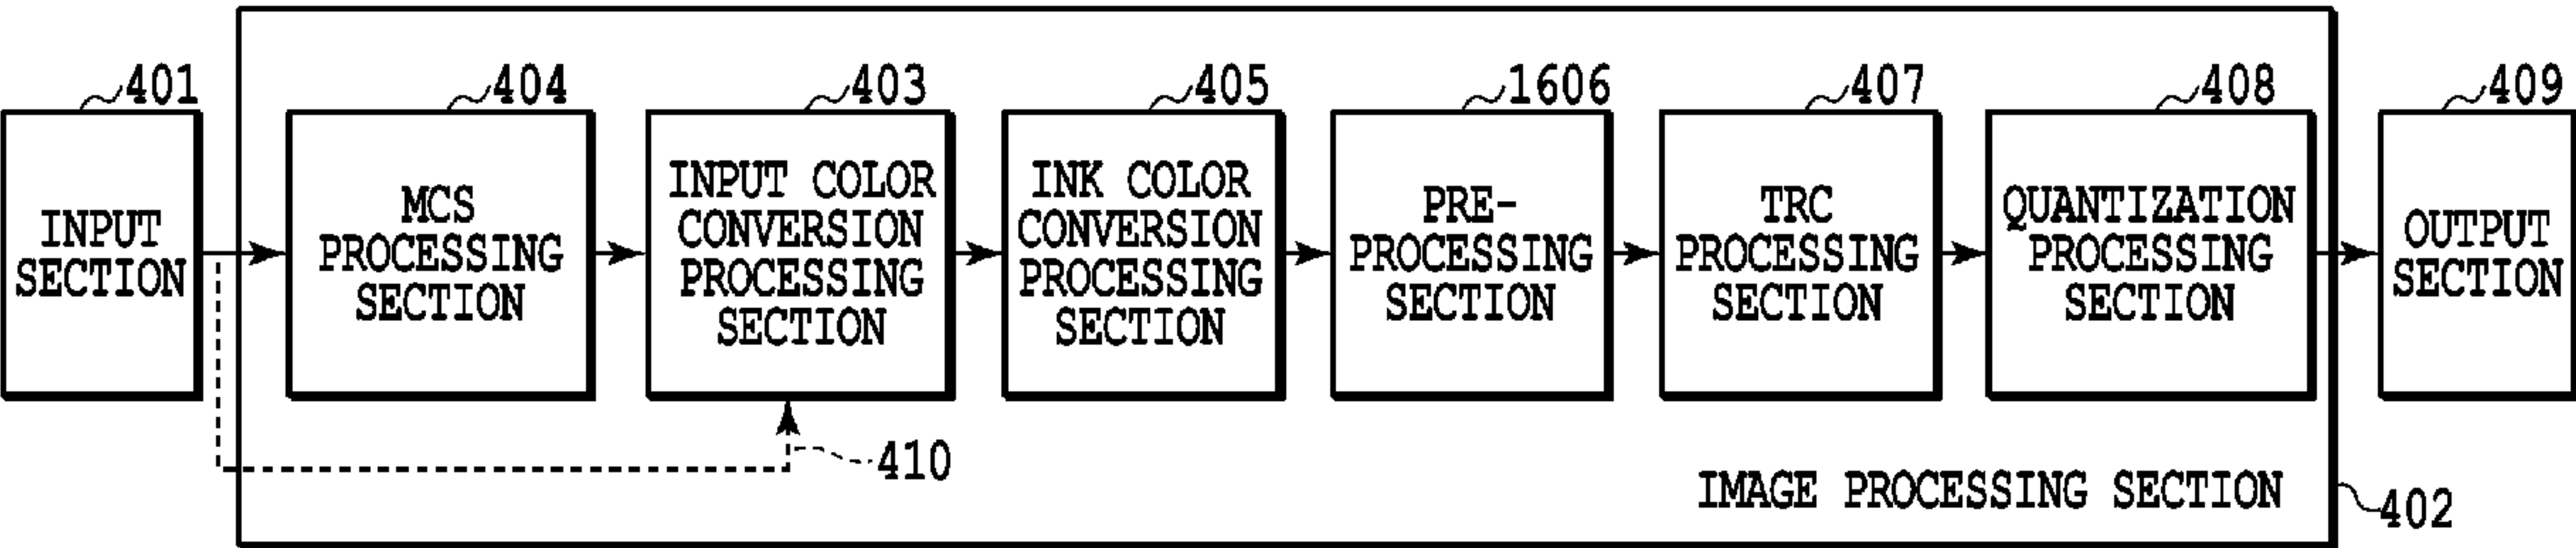 401
404
403
405
1606
407
408
409
INPUT
SECTION
MCS
PROCESSING
SECTION
INPUT COLOR
CONVERSION
PROCESSING
SECTION
INK COLOR
CONVERSION
PROCESSING
SECTION
PRE-
PROCESSING
SECTION
TRC
PROCESSING
SECTION
QUANTIZATION
PROCESSING
SECTION
OUTPUT
SECTION
410
IMAGE PROCESSING SECTION
402